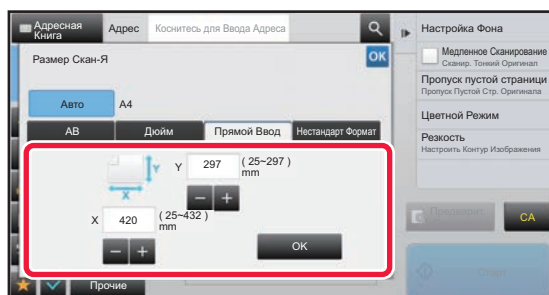 Адресная
Книга
Адрес
Коснитесь для Ввода Адреса
Размер Скан-Я
OK
Авто
A4
AB
Дюйм
Прямой Ввод
Нестандарт Формат
Y
X
Y 297 ( 25~297 )
mm
X 420 ( 25~432 )
mm
OK
Прочие
Настройка Фона
Медленное Сканирование
Сканир. Тонкий Оригинал
Пропуск пустой страници
Пропуск Пустой Стр. Оригинала
Цветной Режим
Резкость
Настроить Контур Изображения
CA